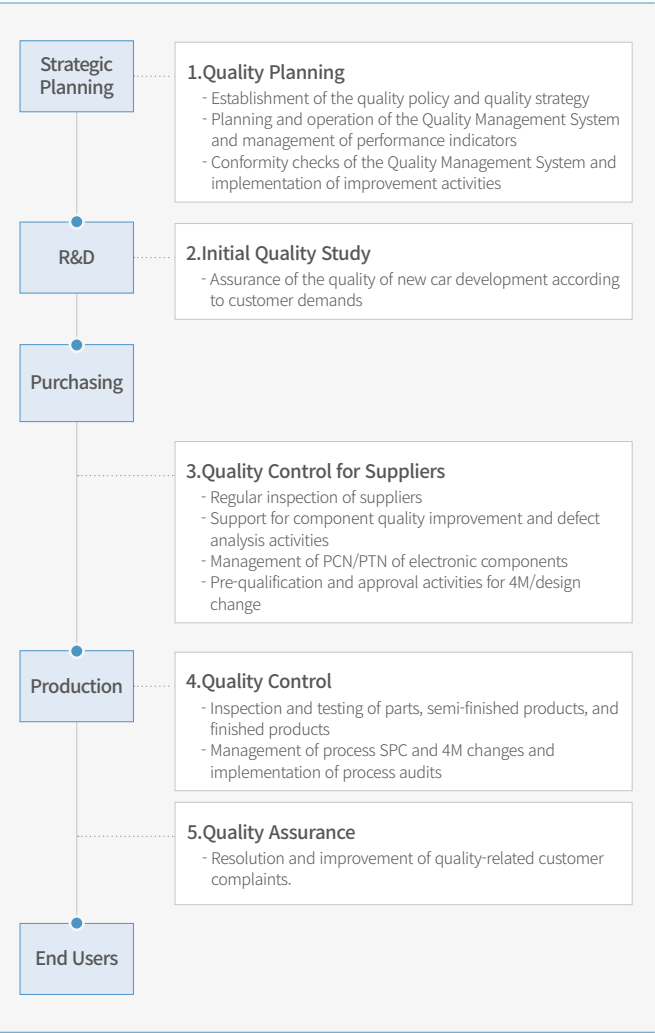 Strategic
Planning
1.Quality Planning
- Establishment of the quality policy and quality strategy
- Planning and operation of the Quality Management System
and management of performance indicators
- Conformity checks of the Quality Management System and
implementation of improvement activities
R&D
2.Initial Quality Study
- Assurance of the quality of new car development according
to customer demands
Purchasing
3.Quality Control for Suppliers
- Regular inspection of suppliers
- Support for component quality improvement and defect
analysis activities
- Management of PCN/PTN of electronic components
- Pre-qualification and approval activities for 4M/design
change
Production
4.Quality Control
- Inspection and testing of parts, semi-finished products, and
finished products
- Management of process SPC and 4M changes and
implementation of process audits
5.Quality Assurance
- Resolution and improvement of quality-related customer
complaints.
End Users